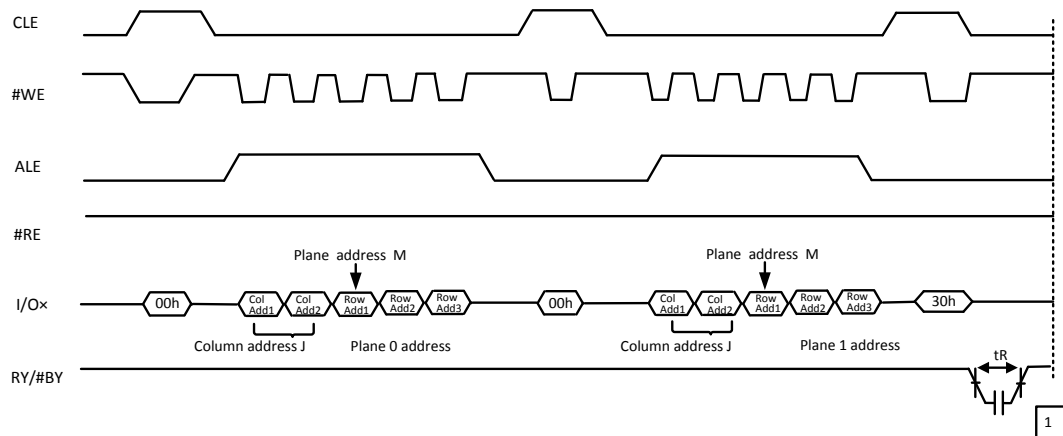 CLE
#WE
ALE
#RE
Plane address M
Plane address M
I/O×
00h
Col Add1
Col Add2
Row Add1
Row Add2
Row Add3
00h
Col Add1
Col Add2
Row Add1
Row Add2
Row Add3
30h
Column address J
Plane 0 address
Column address J
Plane 1 address
tR
RY/#BY
1